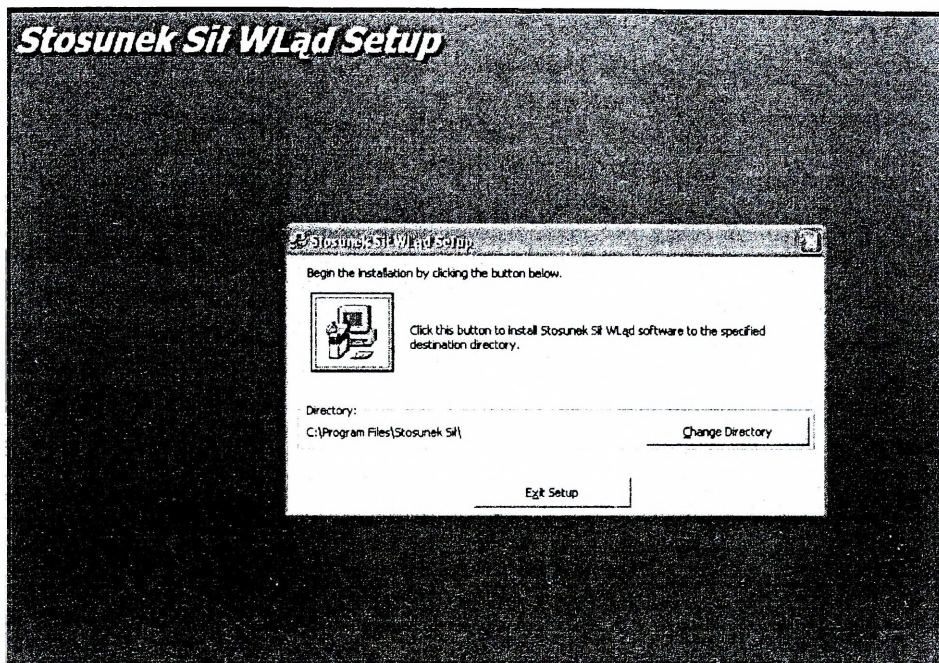 Stosunek Sił WLąd Setup
Stosunek Sił WLąd Setup
Begin the installation by clicking the button below.
Click this button to install Stosunek Sił WLąd software to the specified
destination directory.
Directory:
C:\Program Files\Stosunek Sił\
Change Directory
Exit Setup